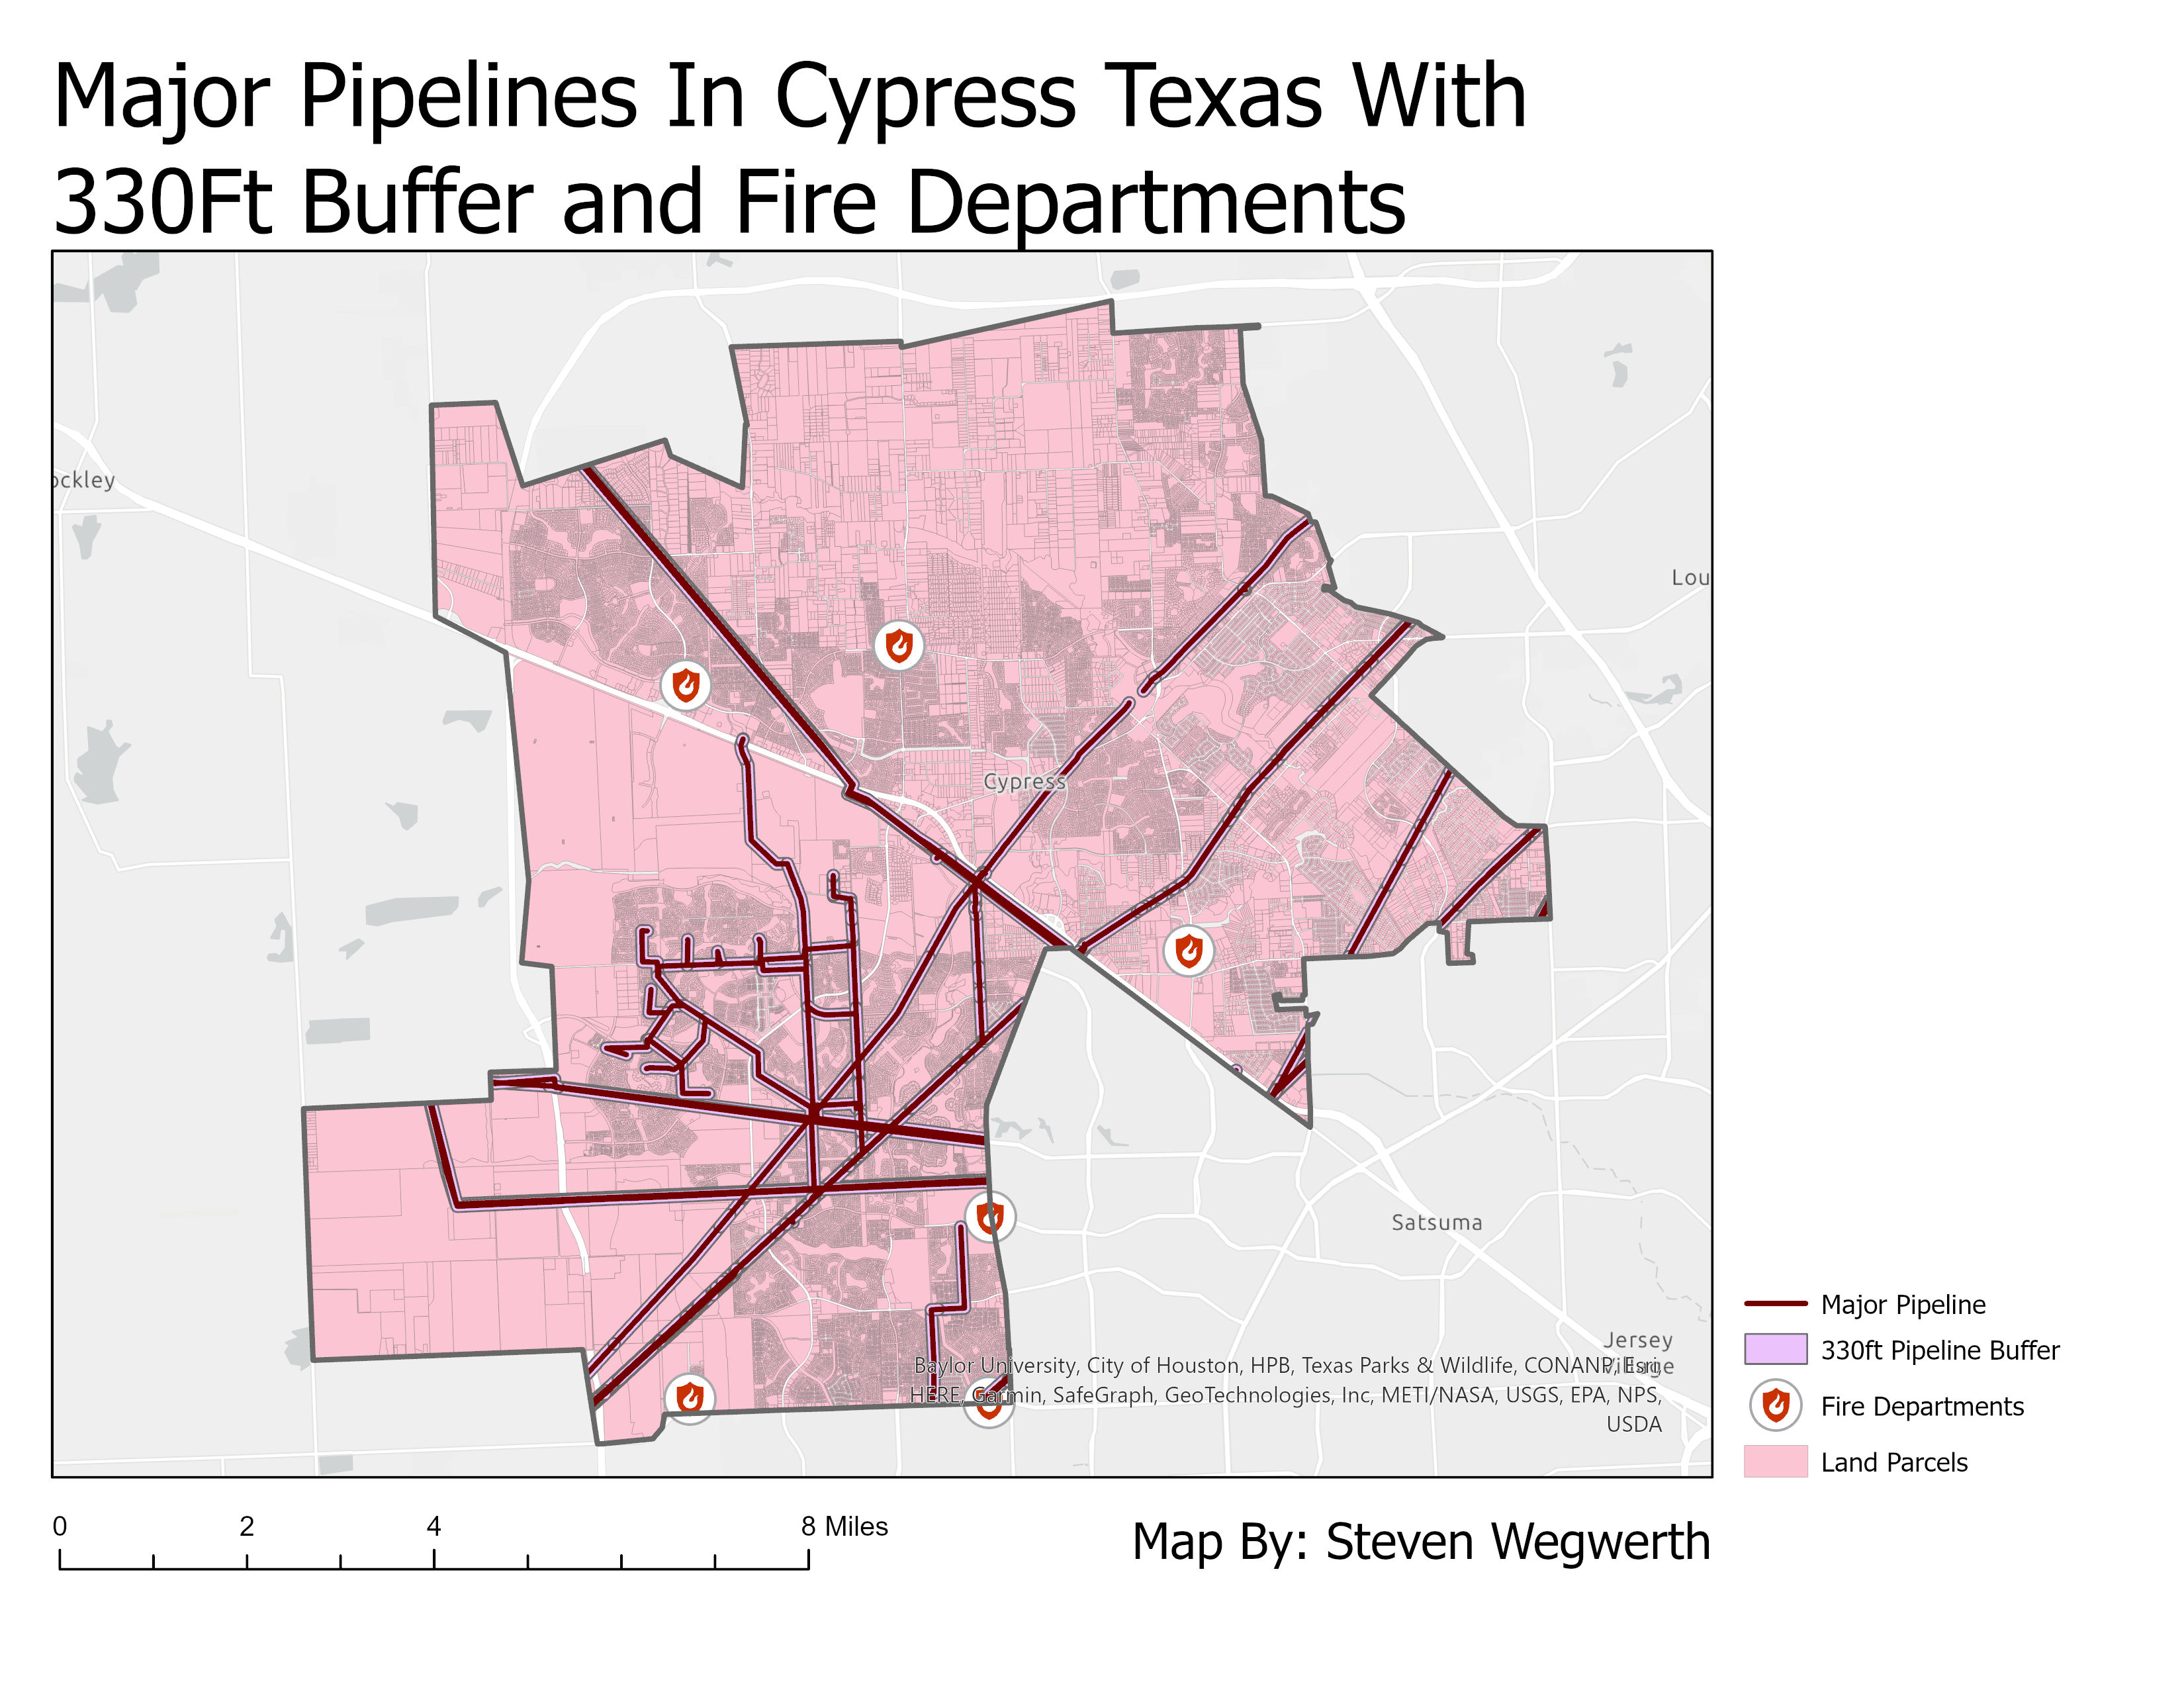 Major Pipelines In Cypress Texas With
330Ft Buffer and Fire Departments
ockley
Lou
Cypress
Satsuma
Jersey
Baylor University, City of Houston, HPB, Texas Parks & Wildlife, CONANP, Esri,
HERE, Garmin, SafeGraph, GeoTechnologies, Inc, METI/NASA, USGS, EPA, NPS,
USDA
Major Pipeline
330ft Pipeline Buffer
Fire Departments
Land Parcels
0 2 4 8 Miles
Map By: Steven Wegwerth